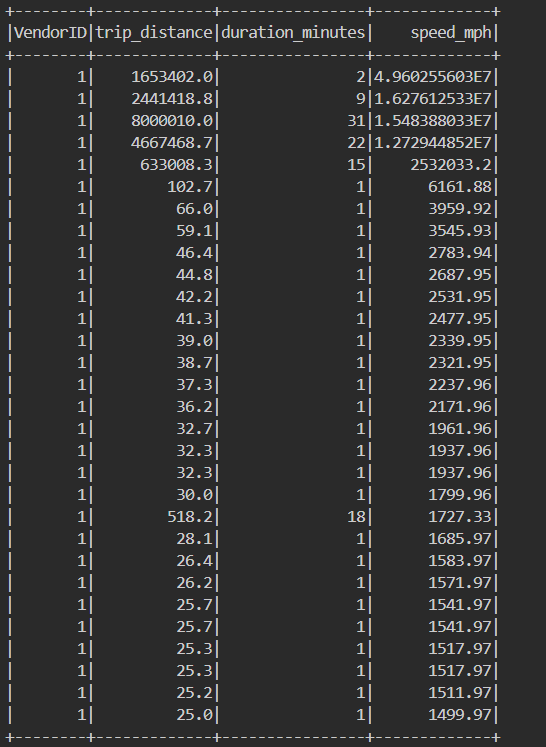 +--------+-------------+----------------+-------------+
|VendorID|trip_distance|duration_minutes|    speed_mph|
+--------+-------------+----------------+-------------+
|       1|    1653402.0|               2|4.960255603E7|
|       1|    2441418.8|               9|1.627612533E7|
|       1|    8000010.0|              31|1.548388033E7|
|       1|    4667468.7|              22|1.272944852E7|
|       1|     633008.3|              15|    2532033.2|
|       1|        102.7|               1|      6161.88|
|       1|         66.0|               1|      3959.92|
|       1|         59.1|               1|      3545.93|
|       1|         46.4|               1|      2783.94|
|       1|         44.8|               1|      2687.95|
|       1|         42.2|               1|      2531.95|
|       1|         41.3|               1|      2477.95|
|       1|         39.0|               1|      2339.95|
|       1|         38.7|               1|      2321.95|
|       1|         37.3|               1|      2237.96|
|       1|         36.2|               1|      2171.96|
|       1|         32.7|               1|      1961.96|
|       1|         32.3|               1|      1937.96|
|       1|         32.3|               1|      1937.96|
|       1|         30.0|               1|      1799.96|
|       1|        518.2|              18|      1727.33|
|       1|         28.1|               1|      1685.97|
|       1|         26.4|               1|      1583.97|
|       1|         26.2|               1|      1571.97|
|       1|         25.7|               1|      1541.97|
|       1|         25.7|               1|      1541.97|
|       1|         25.3|               1|      1517.97|
|       1|         25.3|               1|      1517.97|
|       1|         25.2|               1|      1511.97|
|       1|         25.0|               1|      1499.97|
+--------+-------------+----------------+-------------+